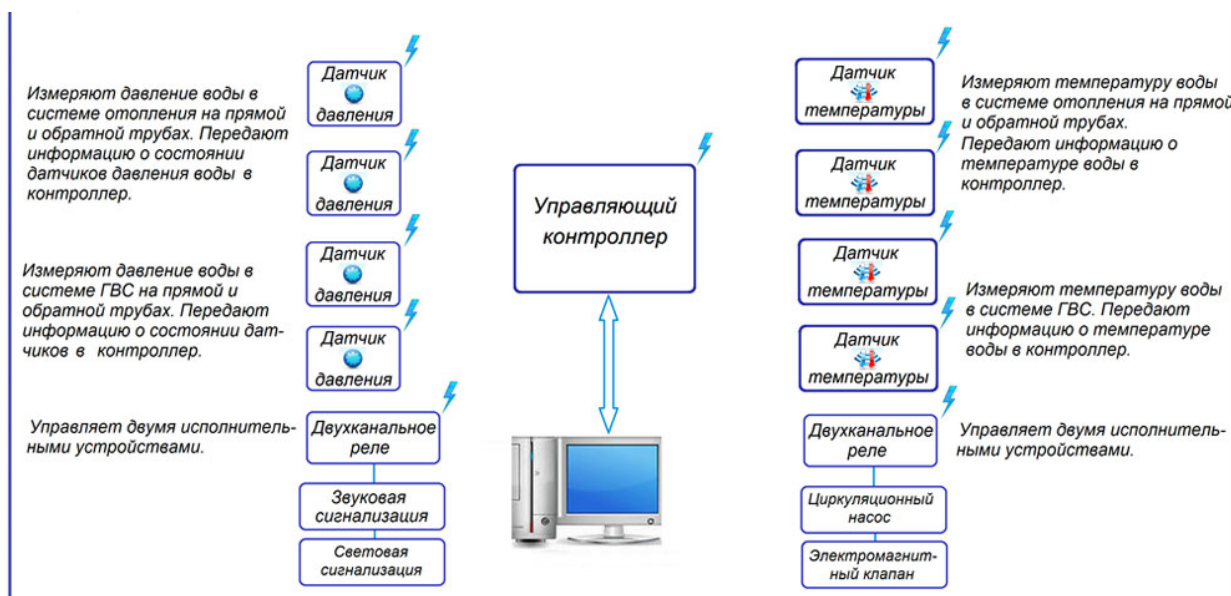 Измеряют давление воды в
системе отопления на прямой
и обратной трубах. Передают
информацию о состоянии
датчиков давления воды в
контроллер.
Датчик
давления
Датчик
давления
Измеряют давление воды в
системе ГВС на прямой и
обратной трубах. Передают
информацию о состоянии дат-
чиков в контроллер.
Датчик
давления
Датчик
давления
Управляет двумя исполнитель-
ными устройствами.
Двухканальное
реле
Звуковая
сигнализация
Световая
сигнализация
Управляющий
контроллер
Датчик
температуры
Датчик
температуры
Измеряют температуру воды
в системе отопления на прямой
и обратной трубах.
Передают информацию о
температуре воды в
контроллер.
Датчик
температуры
Датчик
температуры
Измеряют температуру воды
в системе ГВС. Передают
информацию о температуре
воды в контроллер.
Двухканальное
реле
Управляет двумя исполнитель-
ными устройствами.
Циркуляционный
насос
Электромагнит-
ный клапан